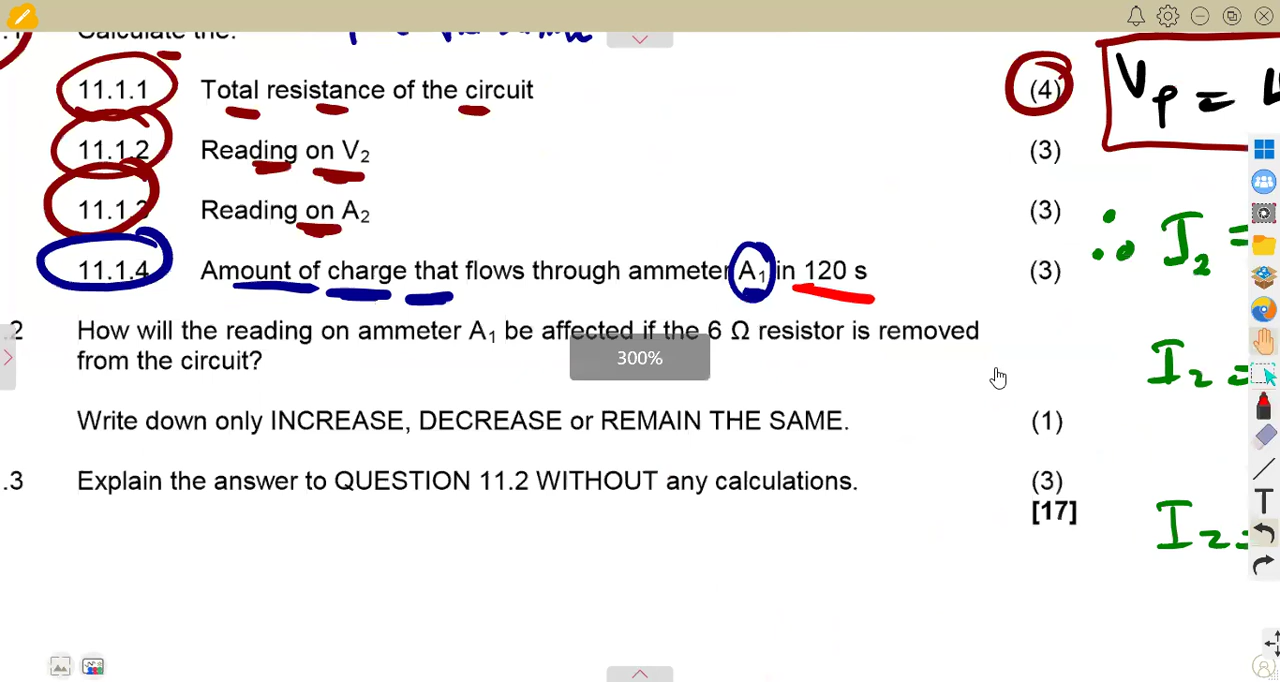 Calculate the:
11.1.1 Total resistance of the circuit (4)
Vp =
11.1.2 Reading on V2 (3)
11.1.3 Reading on A2 (3)
∴ I2 =
11.1.4 Amount of charge that flows through ammeter A1 in 120 s (3)
.2 How will the reading on ammeter A1 be affected if the 6 Ω resistor is removed
from the circuit?
300%
I2 =
Write down only INCREASE, DECREASE or REMAIN THE SAME. (1)
.3 Explain the answer to QUESTION 11.2 WITHOUT any calculations. (3)
[17]
I2 =
T